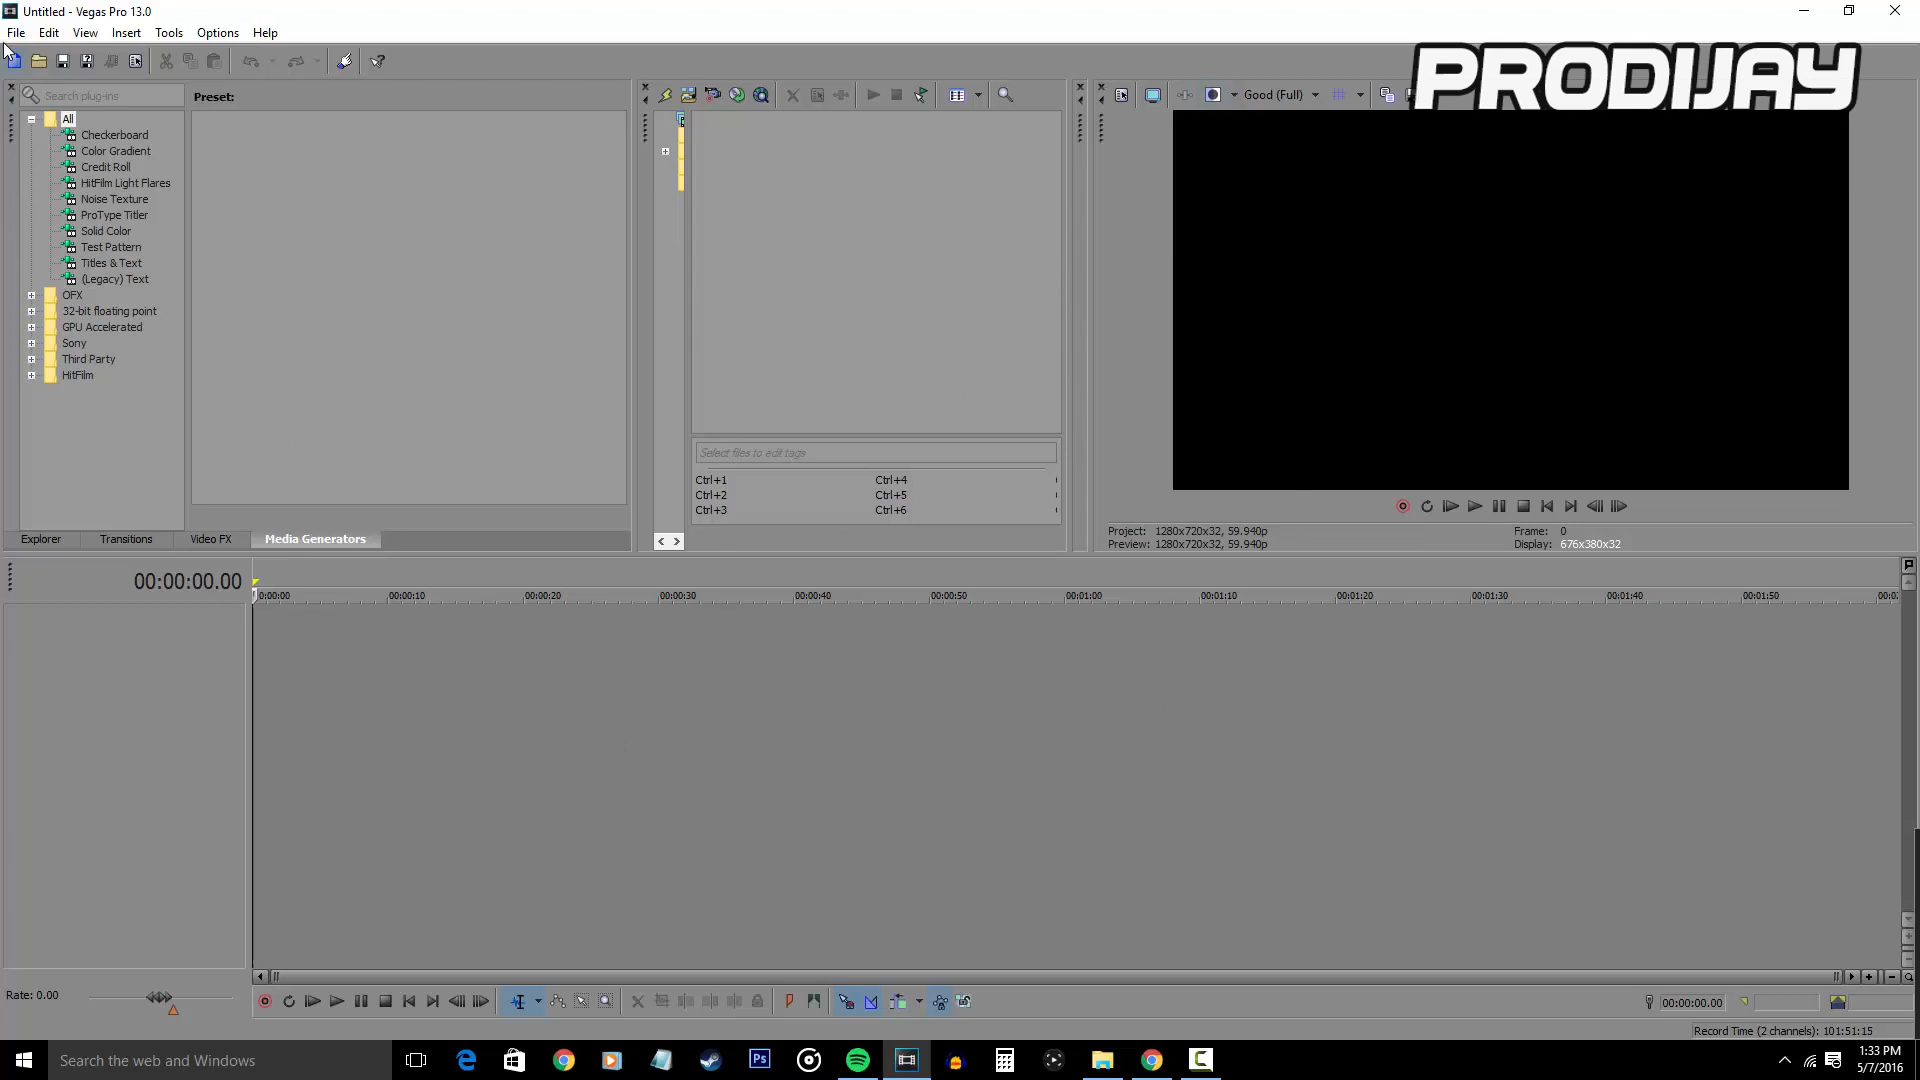 Untitled - Vegas Pro 13.0
File Edit View Insert Tools Options Help
PRODIJAY
Search plug-ins
Preset:
Good (Full)
All
Checkerboard
Color Gradient
Credit Roll
HitFilm Light Flares
Noise Texture
ProType Titler
Solid Color
Test Pattern
Titles & Text
(Legacy) Text
OFX
32-bit floating point
GPU Accelerated
Sony
Third Party
HitFilm
Select files to edit tags
Ctrl+1 Ctrl+4
Ctrl+2 Ctrl+5
Ctrl+3 Ctrl+6
Explorer Transitions Video FX Media Generators
Project: 1280x720x32, 59.940p Frame: 0
Preview: 1280x720x32, 59.940p Display: 676x380x32
00:00:00.00
0:00:00 00:00:10 00:00:20 00:00:30 00:00:40 00:00:50 00:01:00 00:01:10 00:01:20 00:01:30 00:01:40 00:01:50
Rate: 0.00
00:00:00.00
Record Time (2 channels): 101:51:15
Search the web and Windows
Ps
1:33 PM
5/7/2016